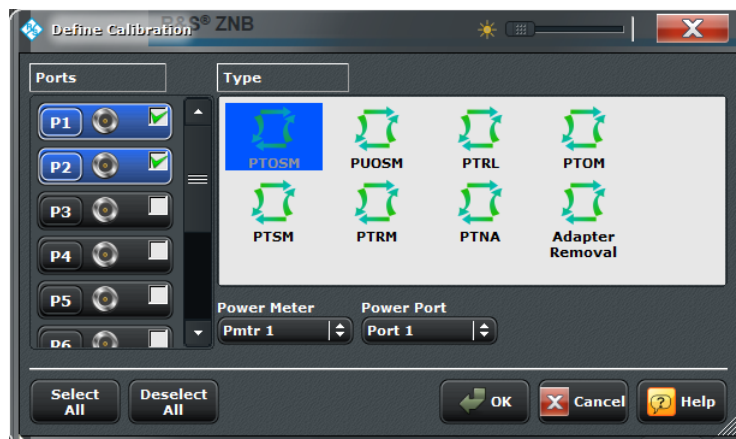 R&S® ZNB
Define Calibration
Ports
Type
P1
P2
P3
P4
P5
P6
PTOSM
PUOSM
PTRL
PTOM
PTSM
PTRM
PTNA
Adapter
Removal
Power Meter
Power Port
Pmtr 1
Port 1
Select
All
Deselect
All
OK
Cancel
Help